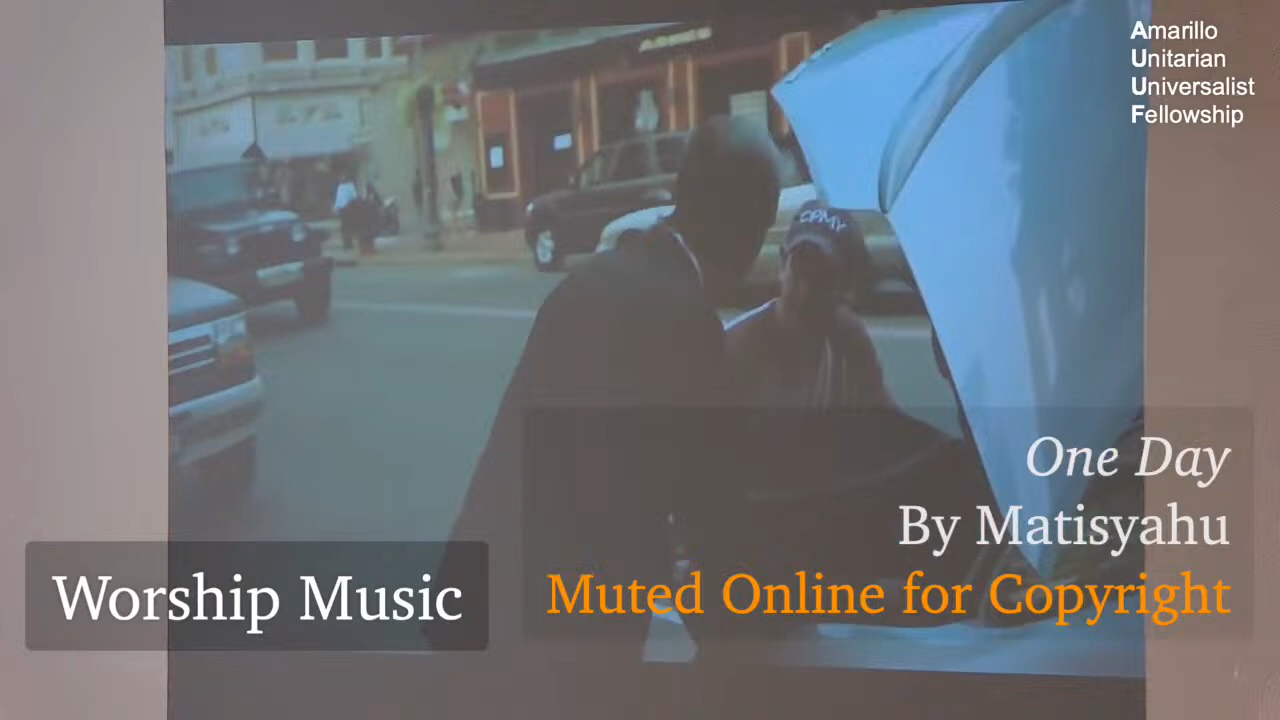 Amarillo
Unitarian
Universalist
Fellowship
One Day
By Matisyahu
Muted Online for Copyright
Worship Music